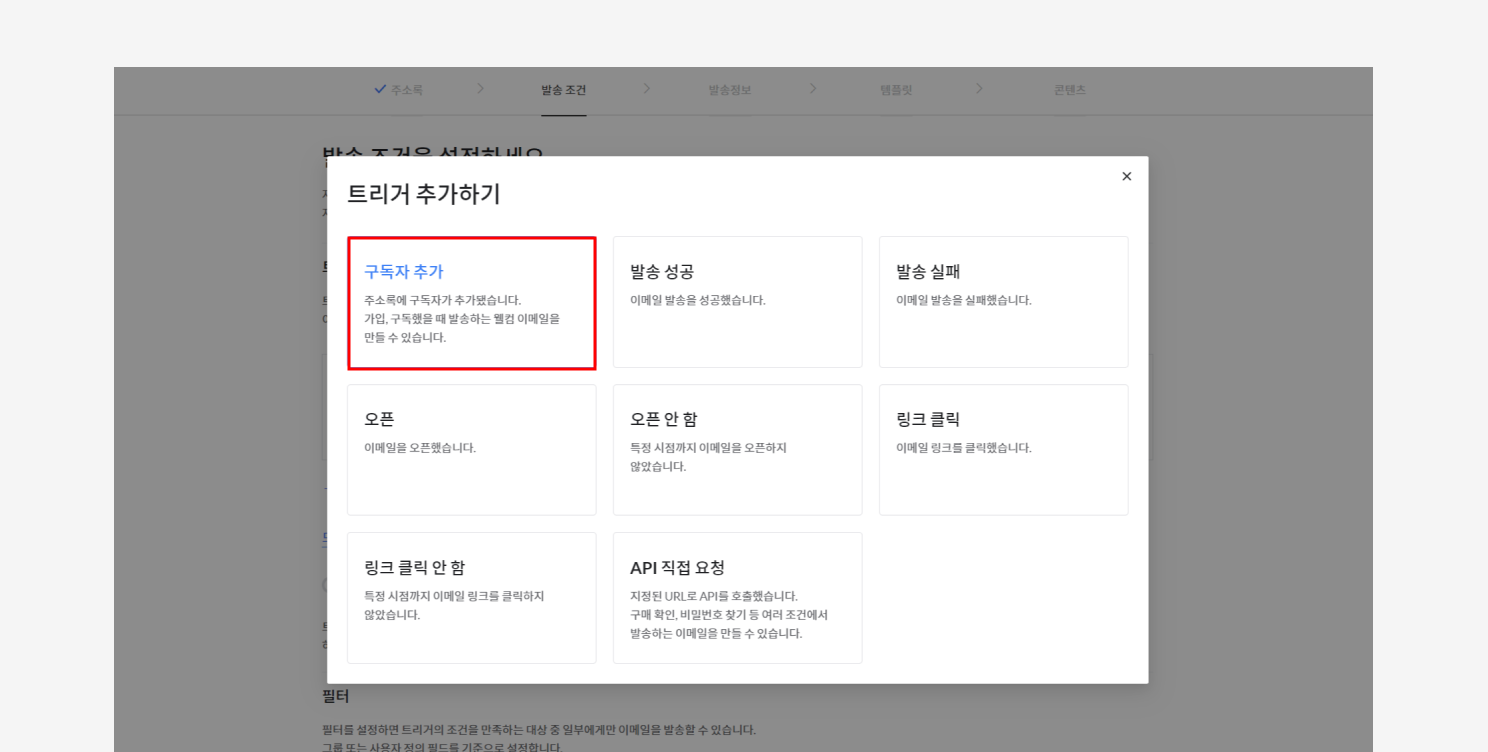 주소록
발송 조건
발송정보
템플릿
콘텐츠
발송 조건을 설정하세요
트리거 추가하기
구독자 추가
주소록에 구독자가 추가됐습니다.
가입, 구독했을 때 발송하는 웰컴 이메일을
만들 수 있습니다.
발송 성공
이메일 발송을 성공했습니다.
발송 실패
이메일 발송을 실패했습니다.
오픈
이메일을 오픈했습니다.
오픈 안 함
특정 시점까지 이메일을 오픈하지
않았습니다.
링크 클릭
이메일 링크를 클릭했습니다.
링크 클릭 안 함
특정 시점까지 이메일 링크를 클릭하지
않았습니다.
API 직접 요청
지정된 URL로 API를 호출했습니다.
구매 확인, 비밀번호 찾기 등 여러 조건에서
발송하는 이메일을 만들 수 있습니다.
필터
필터를 설정하면 트리거의 조건을 만족하는 대상 중 일부에게만 이메일을 발송할 수 있습니다.
그룹 또는 사용자 정의 필드를 기준으로 설정합니다.